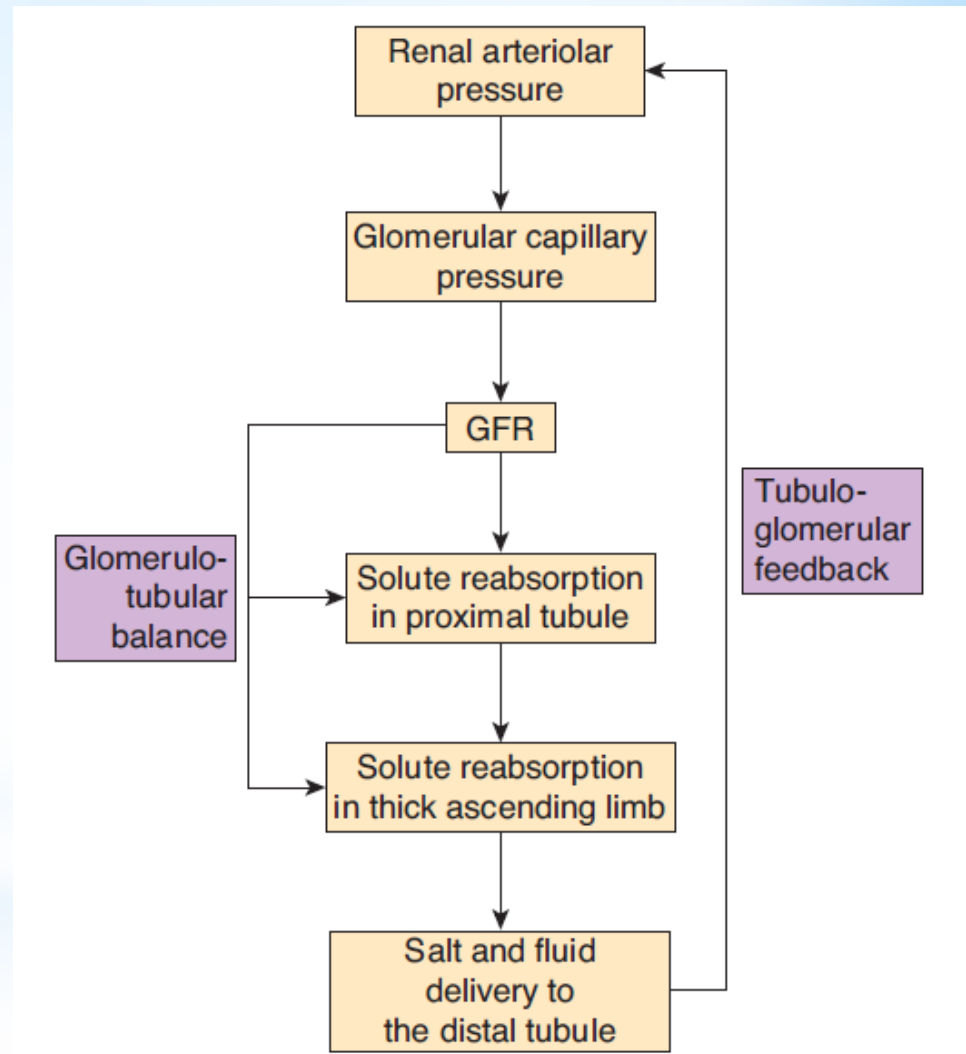 Renal arteriolar
pressure
Glomerular capillary
pressure
GFR
Glomerulo-
tubular
balance
Tubulo-
glomerular
feedback
Solute reabsorption
in proximal tubule
Solute reabsorption
in thick ascending limb
Salt and fluid
delivery to
the distal tubule